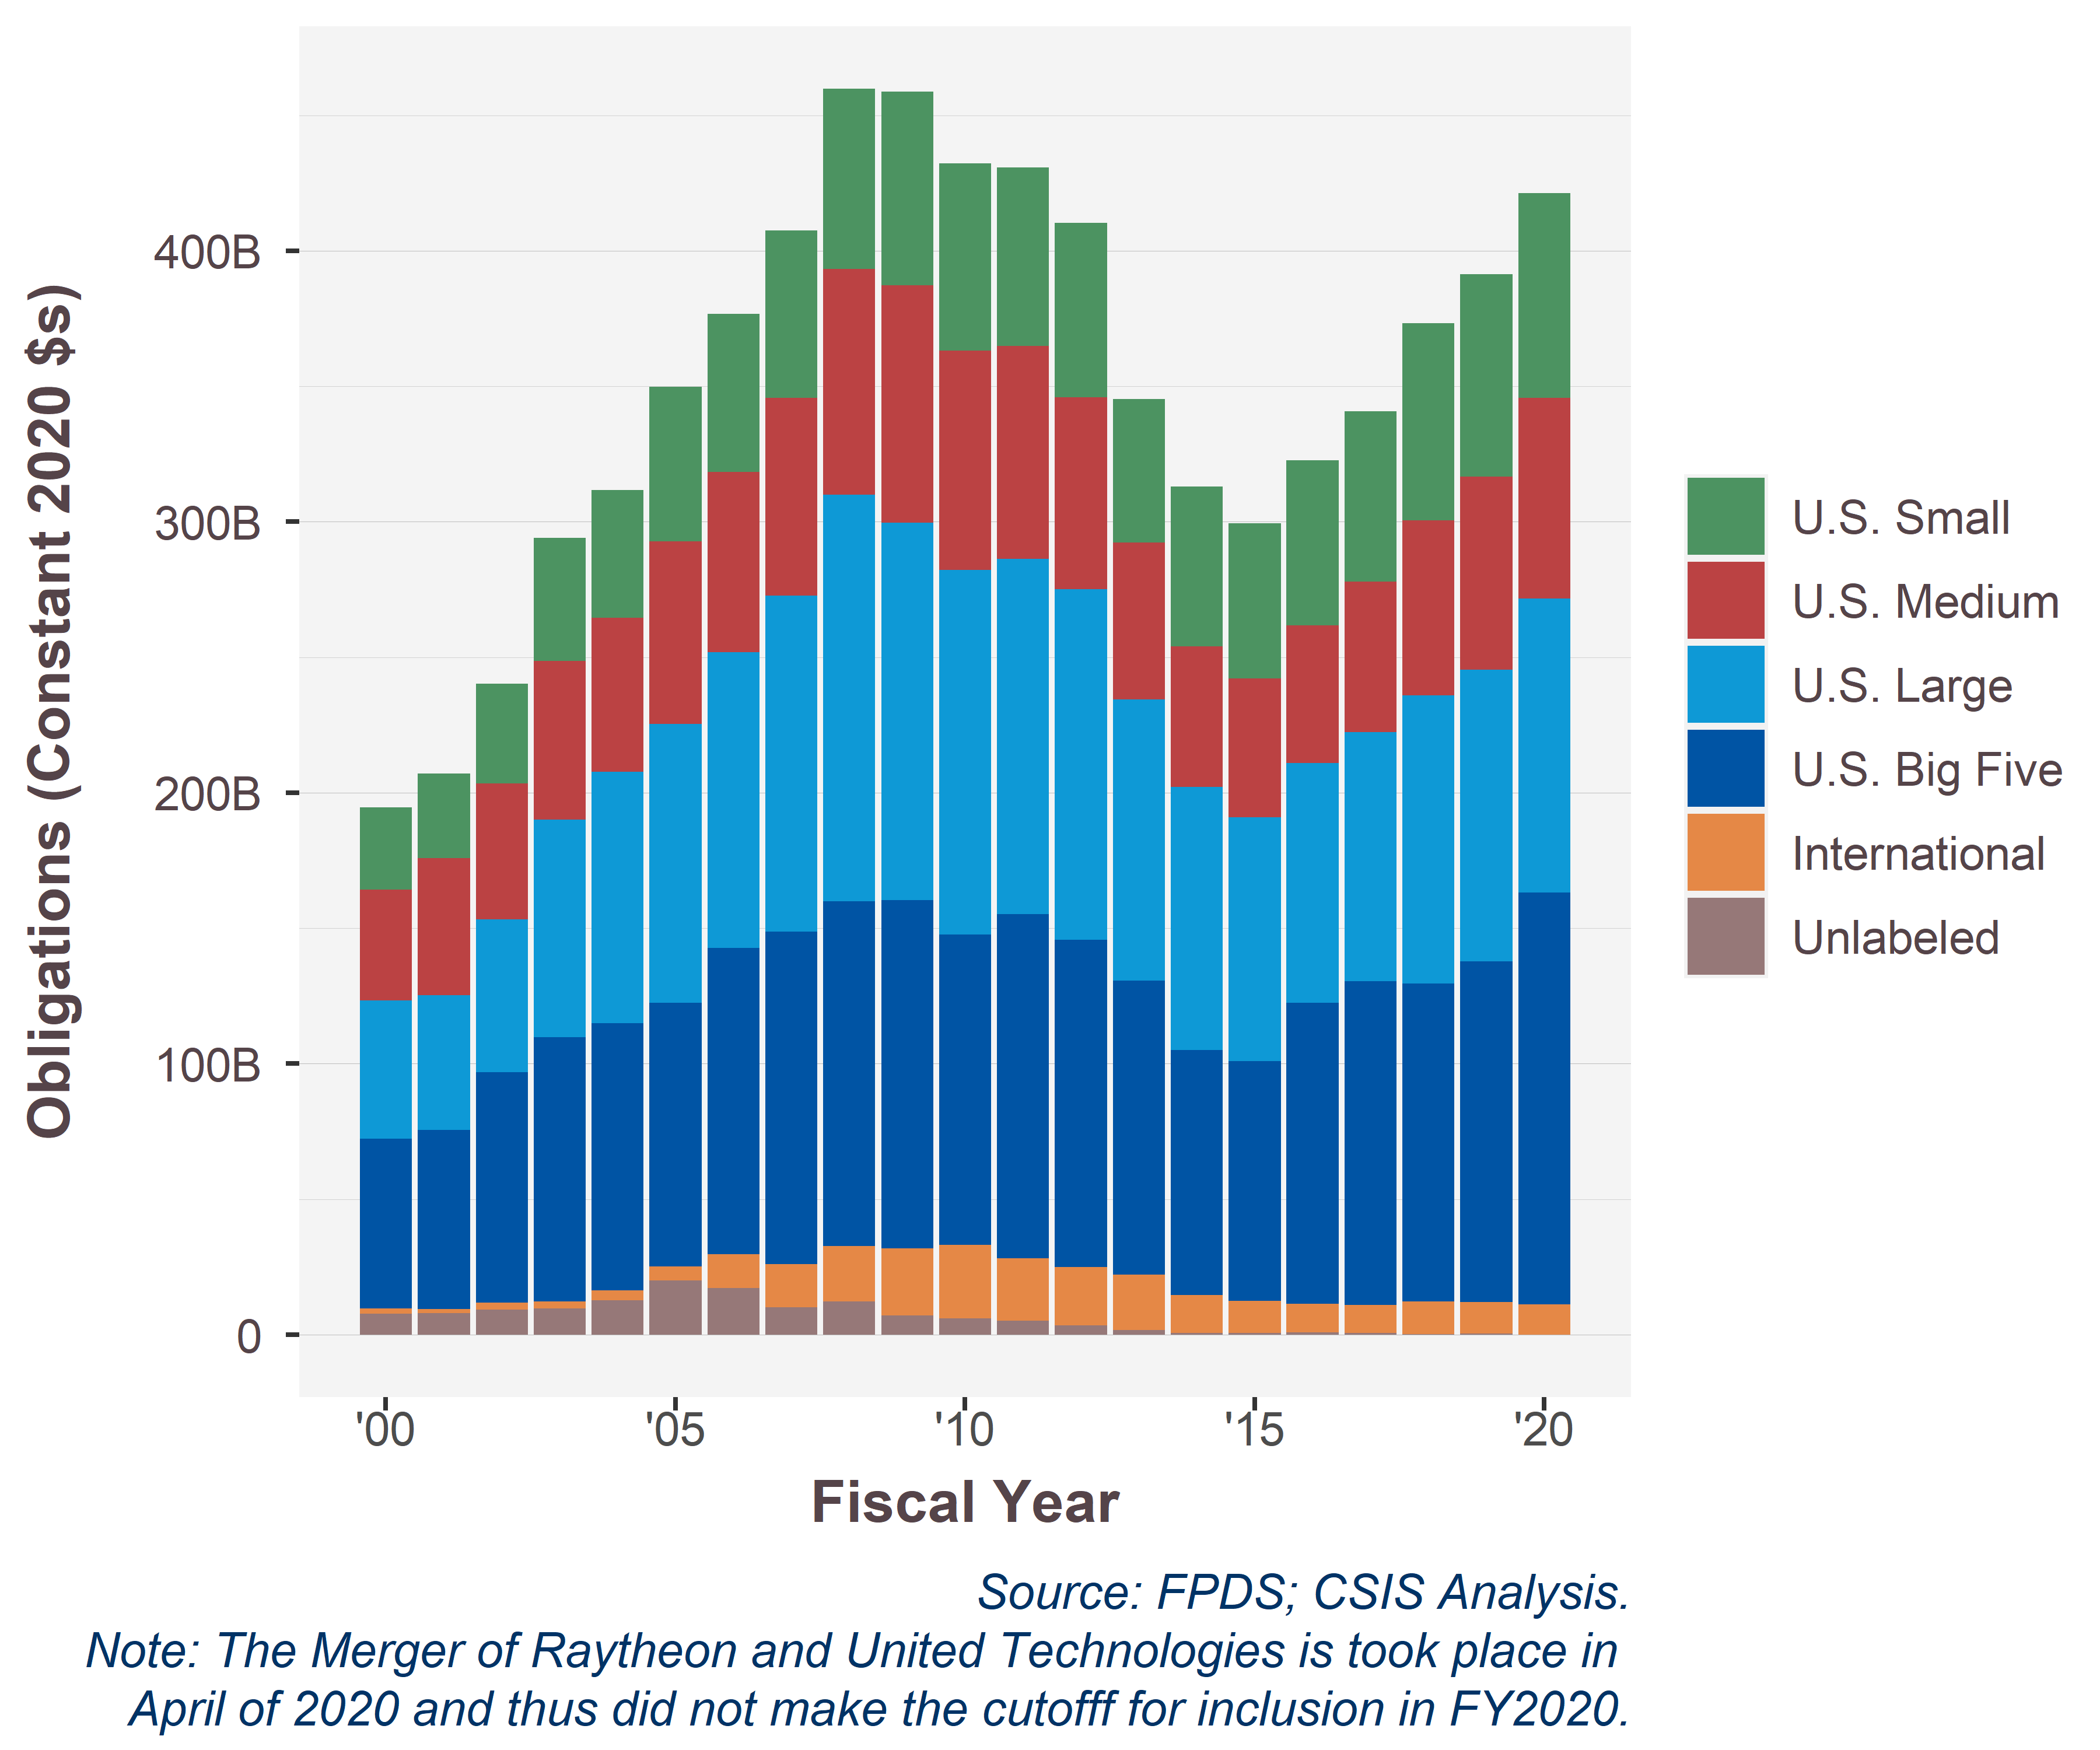 Obligations (Constant 2020 $s)
400B
300B
200B
100B
0
'00
'05
'10
'15
'20
Fiscal Year
U.S. Small
U.S. Medium
U.S. Large
U.S. Big Five
International
Unlabeled
Source: FPDS; CSIS Analysis.
Note: The Merger of Raytheon and United Technologies is took place in
April of 2020 and thus did not make the cutofff for inclusion in FY2020.